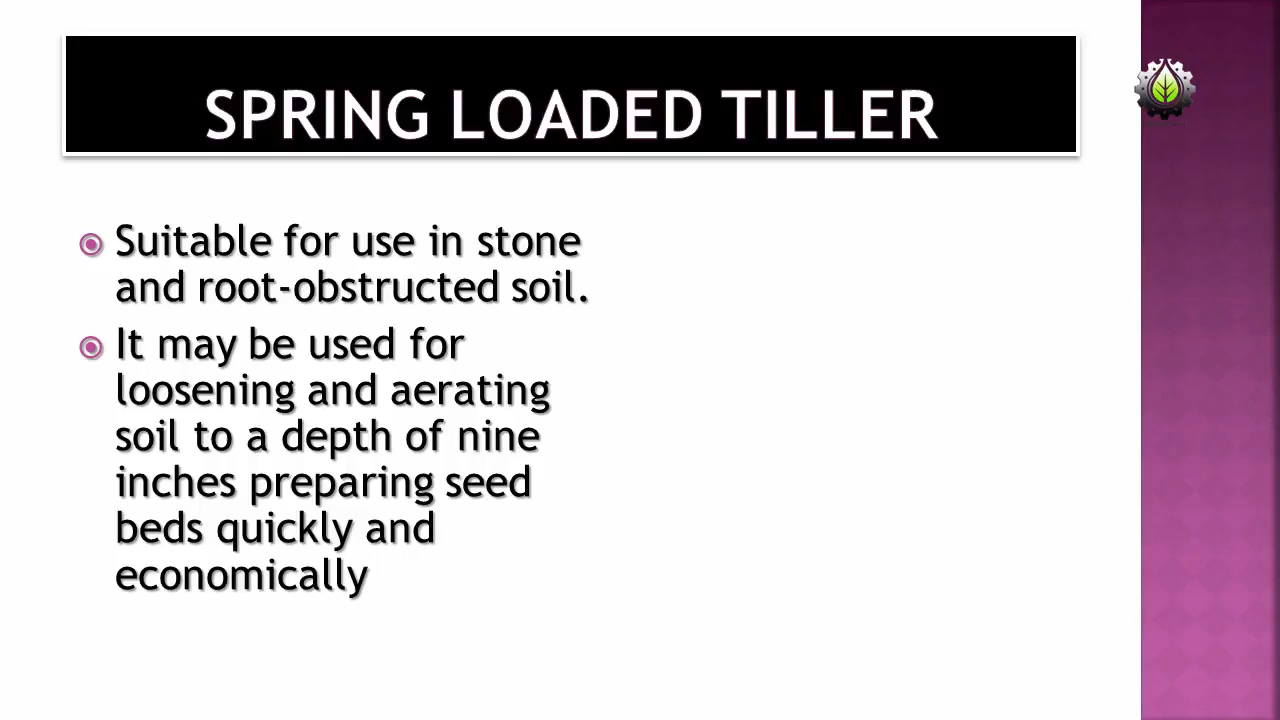 SPRING LOADED TILLER
Suitable for use in stone
and root-obstructed soil.
It may be used for
loosening and aerating
soil to a depth of nine
inches preparing seed
beds quickly and
economically